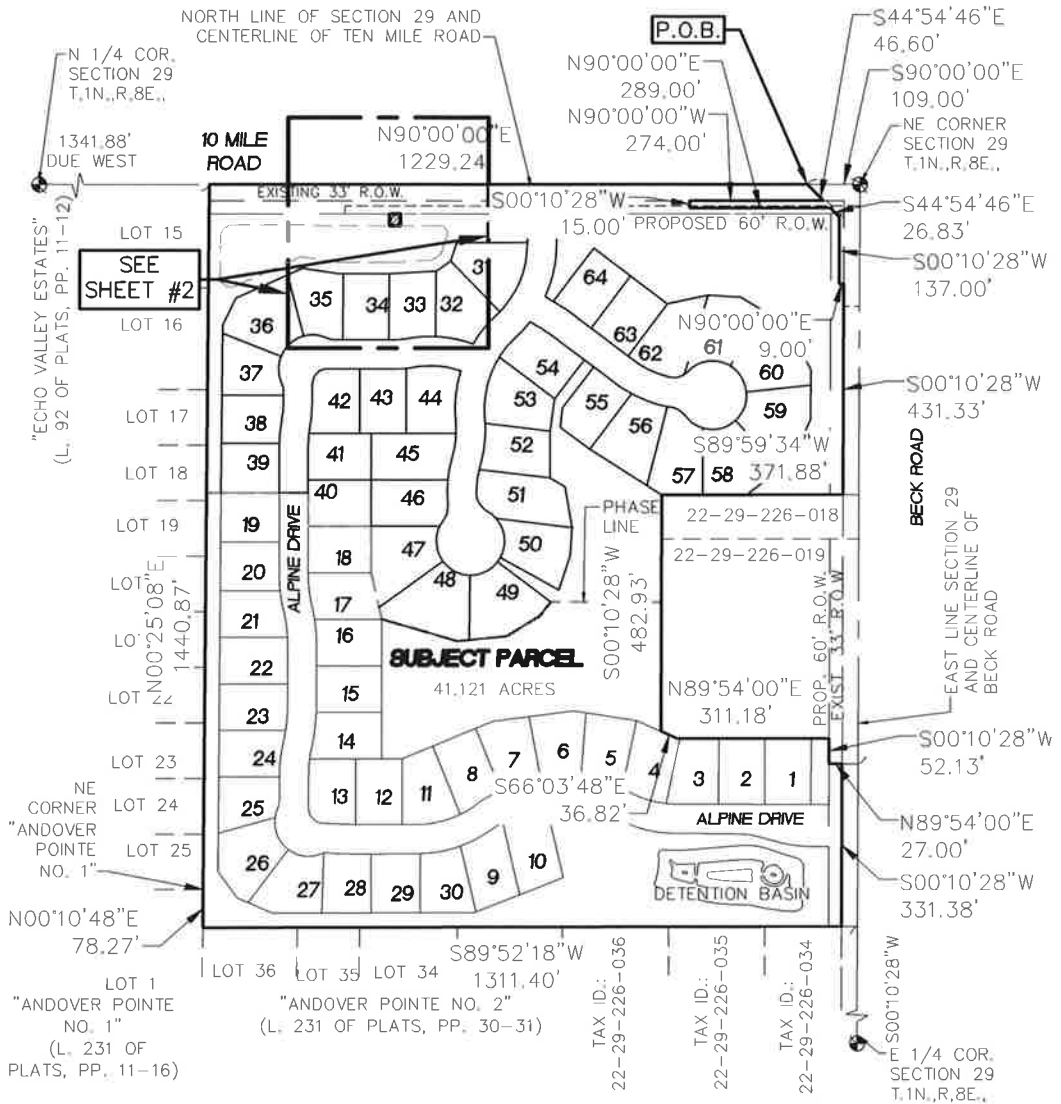 NORTH LINE OF SECTION 29 AND
CENTERLINE OF TEN MILE ROAD
P.O.B.
S44°54'46"E
46.60'
N 1/4 COR.
SECTION 29
T.1N.,R.8E.,
N90°00'00"E
289.00'
N90°00'00"W
274.00'
S90°00'00"E
109.00'
NE CORNER
SECTION 29
T.1N.,R.8E.,
1341.88'
DUE WEST
10 MILE
ROAD
N90°00'00"E
1229.24'
EXISTING 33' R.O.W.
S00°10'28"W
15.00'
PROPOSED 60' R.O.W.
S44°54'46"E
26.83'
S00°10'28"W
137.00'
"ECHO VALLEY ESTATES"
(L. 92 OF PLATS, PP. 11-12)
LOT 15
SEE
SHEET #2
LOT 16
LOT 17
LOT 18
LOT 19
LOT
LO
LOT 22
LOT 23
LOT 24
LOT 25
31
35
34
33
32
36
37
38
39
64
63
62
61
60
59
N90°00'00"E
9.00'
S00°10'28"W
431.33'
42
43
44
41
45
40
46
54
53
52
51
55
56
57
58
S89°59'34"W
371.88'
BECK ROAD
22-29-226-018
22-29-226-019
PHASE
LINE
S00°10'28"W
482.93'
ALPINE DRIVE
19
20
21
22
23
24
25
26
18
17
16
15
14
47
48
49
50
N00°25'08"E
1440.87'
SUBJECT PARCEL
41.121 ACRES
N89°54'00"E
311.18'
PROP. 60' R.O.W.
EXIST. 33' R.O.W
EAST LINE SECTION 29
AND CENTERLINE OF
BECK ROAD
S00°10'28"W
52.13'
13
12
11
8
7
6
5
4
3
2
1
S66°03'48"E
36.82'
ALPINE DRIVE
N89°54'00"E
27.00'
NE
CORNER
"ANDOVER
POINTE
NO. 1"
27
28
29
30
9
10
DETENTION BASIN
S00°10'28"W
331.38'
N00°10'48"E
78.27'
LOT 36
LOT 35
LOT 34
S89°52'18"W
1311.40'
LOT 1
"ANDOVER POINTE
NO. 1"
(L. 231 OF
PLATS, PP. 11-16)
"ANDOVER POINTE NO. 2"
(L. 231 OF PLATS, PP. 30-31)
TAX ID.:
22-29-226-036
TAX ID.:
22-29-226-035
TAX ID.:
22-29-226-034
S00°10'28"W
E 1/4 COR.
SECTION 29
T.1N.,R.8E.,